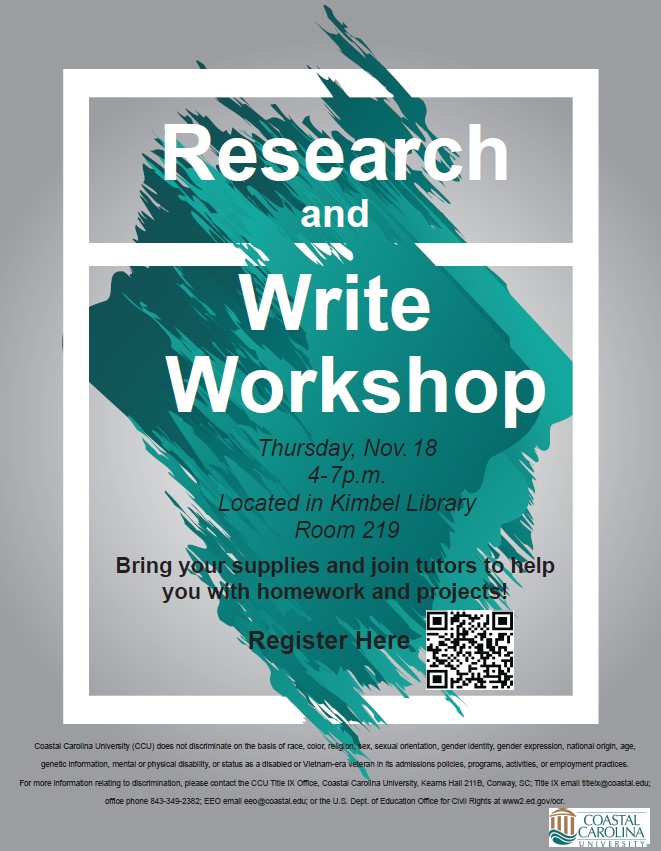 Research
and
Write
Workshop
Thursday, Nov. 18
4-7p.m.
Located in Kimbel Library
Room 219
Bring your supplies and join tutors to help
you with homework and projects!
Register Here
Coastal Carolina University (CCU) does not discriminate on the basis of race, color, religion, sex, sexual orientation, gender identity, gender expression, national origin, age,
genetic information, mental or physical disability, or status as a disabled or Vietnam-era veteran in its admissions policies, programs, activities, or employment practices.
For more information relating to discrimination, please contact the CCU Title IX Office, Coastal Carolina University, Kearns Hall 211B, Conway, SC; Title IX email titleix@coastal.edu;
office phone 843-349-2382; EEO email eeo@coastal.edu; or the U.S. Dept. of Education Office for Civil Rights at www2.ed.gov/ocr.
COASTAL
CAROLINA
UNIVERSITY